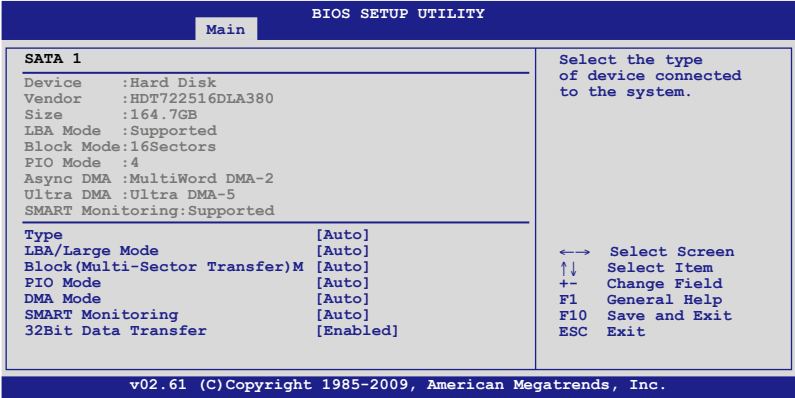 BIOS SETUP UTILITY
Main
SATA 1
Device :Hard Disk
Vendor :HDT722516DLA380
Size :164.7GB
LBA Mode :Supported
Block Mode:16Sectors
PIO Mode :4
Async DMA :MultiWord DMA-2
Ultra DMA :Ultra DMA-5
SMART Monitoring:Supported
Type [Auto]
LBA/Large Mode [Auto]
Block(Multi-Sector Transfer)M [Auto]
PIO Mode [Auto]
DMA Mode [Auto]
SMART Monitoring [Auto]
32Bit Data Transfer [Enabled]
Select the type
of device connected
to the system.
←→ Select Screen
↑↓ Select Item
+- Change Field
F1 General Help
F10 Save and Exit
ESC Exit
v02.61 (C)Copyright 1985-2009, American Megatrends, Inc.